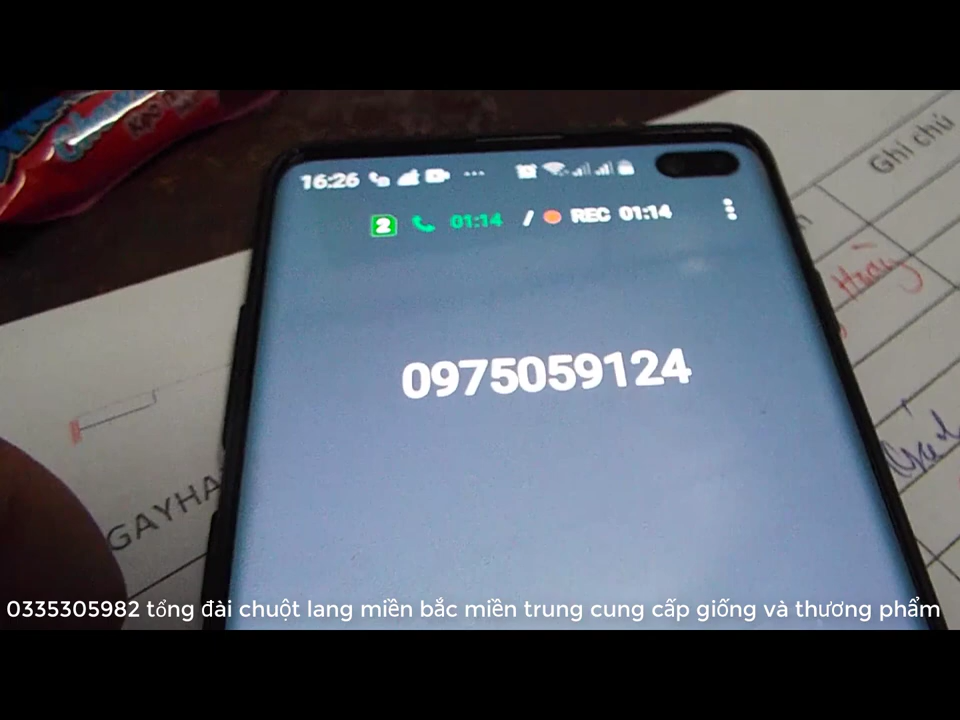 Ghi chú
16:26
2 01:14 / REC 01:14
0975059124
GAYHA
0335305982 tổng đài chuột lang miền bắc miền trung cung cấp giống và thương phẩm